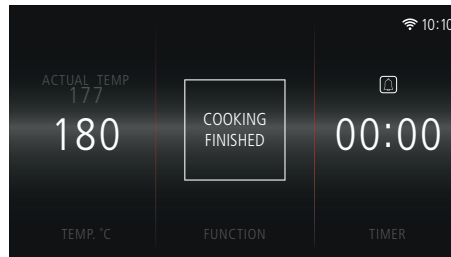 10:10
ACTUAL TEMP
177
180
COOKING
FINISHED
00:00
TEMP. °C
FUNCTION
TIMER